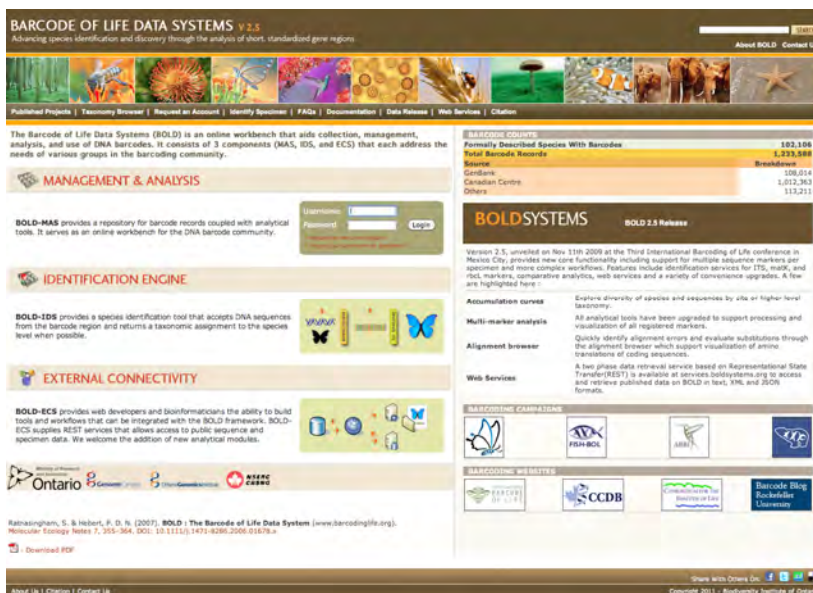 BARCODE OF LIFE DATA SYSTEMS V 2.5
Advancing species identification and discovery through the analysis of short, standardized gene regions
SEARC
About BOLD Contact U
Published Projects | Taxonomy Browser | Request an Account | Identify Specimen | FAQs | Documentation | Data Release | Web Services | Citation
The Barcode of Life Data Systems (BOLD) is an online workbench that aids collection, management,
analysis, and use of DNA barcodes. It consists of 3 components (MAS, IDS, and ECS) that each address the
needs of various groups in the barcoding community.
MANAGEMENT & ANALYSIS
BOLD-MAS provides a repository for barcode records coupled with analytical
tools. It serves as an online workbench for the DNA barcode community.
Username:
Password:
Login
IDENTIFICATION ENGINE
BOLD-IDS provides a species identification tool that accepts DNA sequences
from the barcode region and returns a taxonomic assignment to the species
level when possible.
EXTERNAL CONNECTIVITY
BOLD-ECS provides web developers and bioinformaticians the ability to build
tools and workflows that can be integrated with the BOLD framework. BOLD-
ECS supplies REST services that allows access to public sequence and
specimen data. We welcome the addition of new analytical modules.
Ontario
NSERC
CRSNG
Ratnasingham, S. & Hebert, P. D. N. (2007). BOLD : The Barcode of Life Data System (www.barcodinglife.org).
Molecular Ecology Notes 7, 355–364. DOI: 10.1111/j.1471-8286.2006.01678.x
- Download PDF
BARCODE COUNTS
Formally Described Species With Barcodes 102,106
Total Barcode Records 1,233,588
Source Breakdown
GenBank 108,014
Canadian Centre 1,012,363
Others 113,211
BOLDSYSTEMS BOLD 2.5 Release
Version 2.5, unveiled on Nov 11th 2009 at the Third International Barcoding of Life conference in
Mexico City, provides new core functionality including support for multiple sequence markers per
specimen and more complex workflows. Features include identification services for ITS, matK, and
rbcL markers, comparative analytics, web services and a variety of convenience upgrades. A few
are highlighted here :
Accumulation curves Explore diversity of species and sequences by site or higher level
taxonomy.
Multi-marker analysis All analytical tools have been upgraded to support processing and
visualization of all registered markers.
Alignment browser Quickly identify alignment errors and evaluate substitutions through
the alignment browser which support visualization of amino
translations of coding sequences.
Web Services A two phase data retrieval service based on Representational State
Transfer(REST) is available at services.boldsystems.org to access
and retrieve published data on BOLD in text, XML and JSON
formats.
BARCODING CAMPAIGNS
FISH-BOL
BARCODING WEBSITES
BARCODE
OF LIFE
CCDB
CONSORTIUM FOR THE
BARCODE OF LIFE
Barcode Blog
Rockefeller
University
Share With Others On:
About Us | Citation | Contact Us
Copyright 2011 - Biodiversity Institute of Ontar